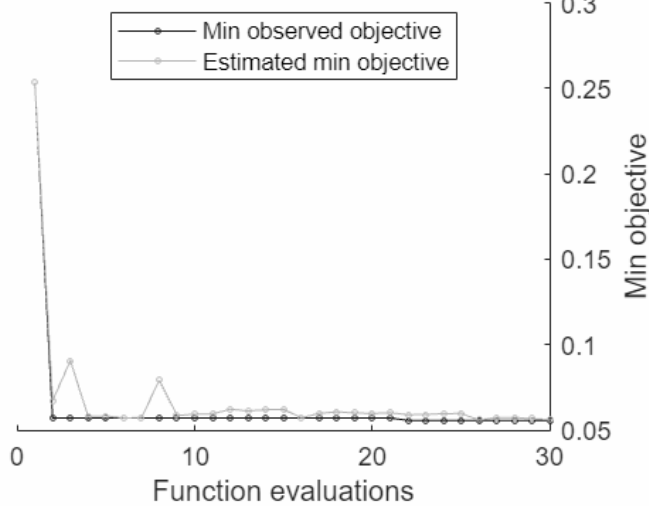 Min observed objective
Estimated min objective
0.3
0.25
0.2
0.15
0.1
0.05
Min objective
0 10 20 30
Function evaluations